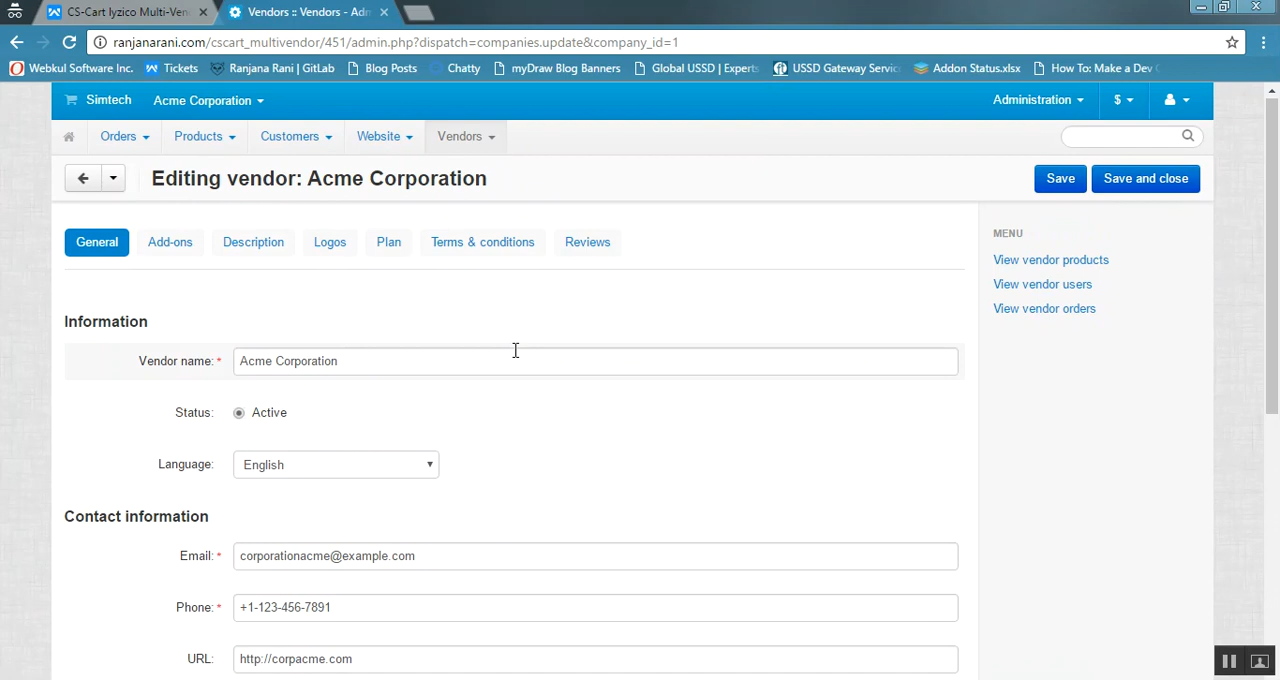 CS-Cart Iyzico Multi-Ven
Vendors :: Vendors - Adm
ranjanarani.com/cscart_multivendor/451/admin.php?dispatch=companies.update&company_id=1
Webkul Software Inc. Tickets Ranjana Rani | GitLab Blog Posts Chatty myDraw Blog Banners Global USSD | Experts USSD Gateway Servic Addon Status.xlsx How To: Make a Dev C
Simtech Acme Corporation Administration $
Orders Products Customers Website Vendors
Editing vendor: Acme Corporation Save Save and close
General Add-ons Description Logos Plan Terms & conditions Reviews
MENU
View vendor products
View vendor users
View vendor orders
Information
Vendor name: * Acme Corporation
Status: Active
Language: English
Contact information
Email: * corporationacme@example.com
Phone: * +1-123-456-7891
URL: http://corpacme.com